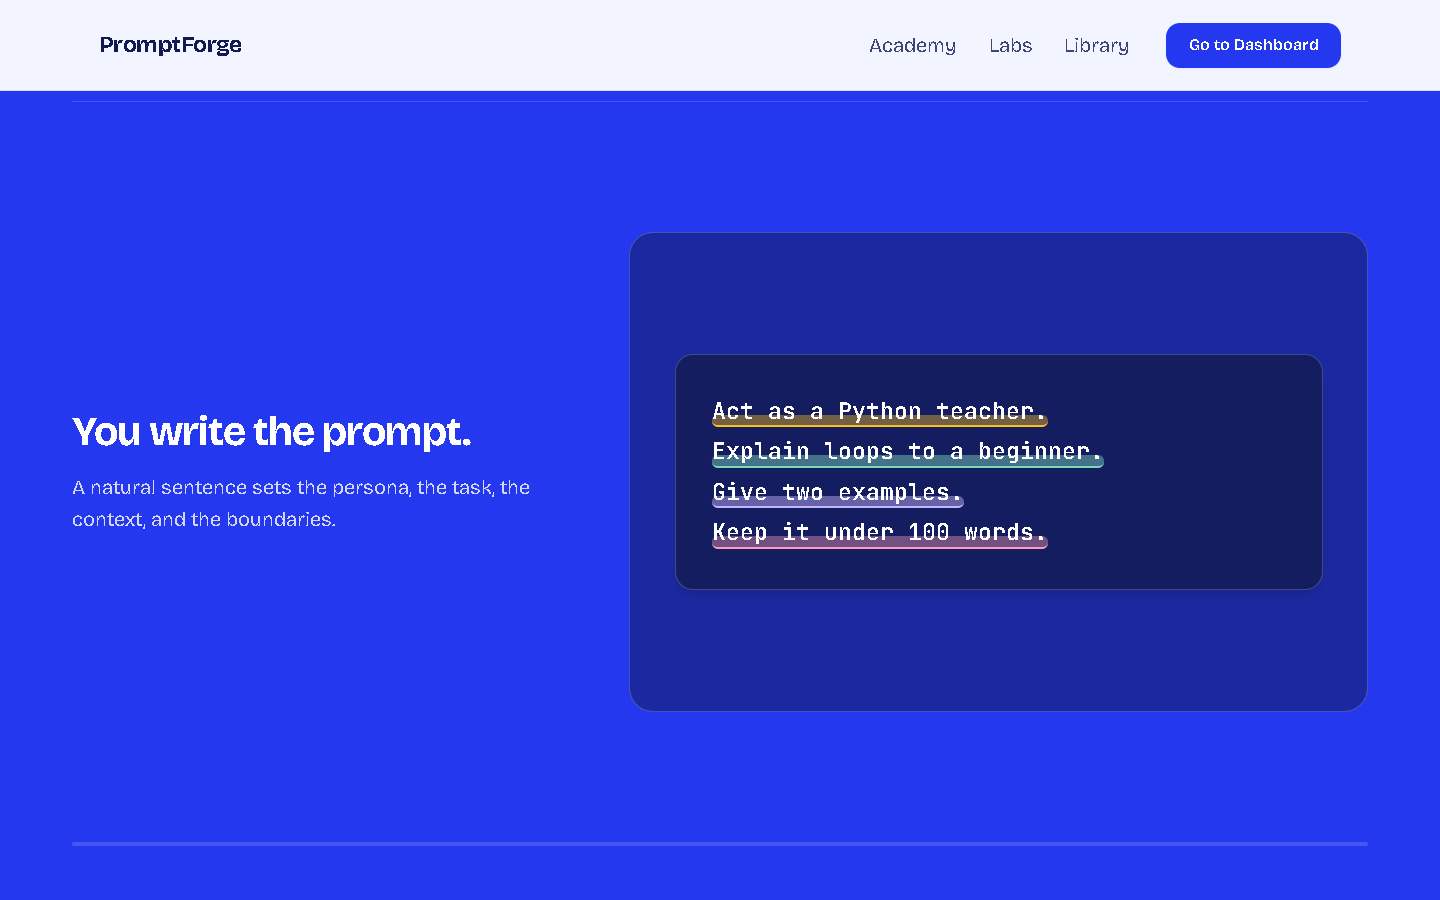 PromptForge
Academy
Labs
Library
Go to Dashboard
You write the prompt.
A natural sentence sets the persona, the task, the
context, and the boundaries.
Act as a Python teacher.
Explain loops to a beginner.
Give two examples.
Keep it under 100 words.